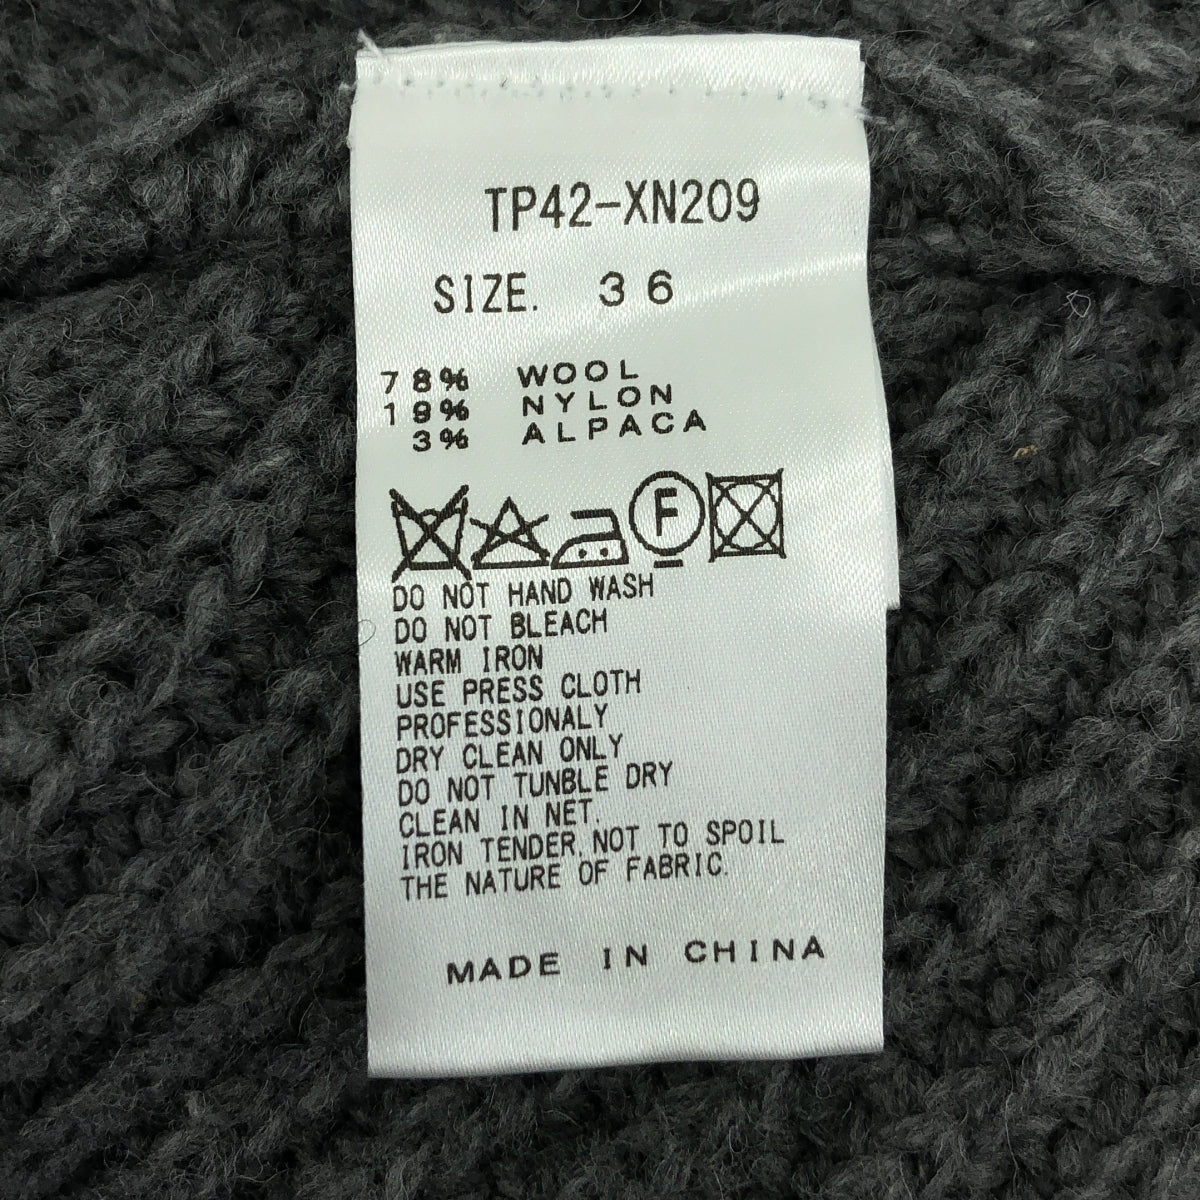 TP42-XN209
SIZE. 36
78% WOOL
19% NYLON
3% ALPACA
F
DO NOT HAND WASH
DO NOT BLEACH
WARM IRON
USE PRESS CLOTH
PROFESSIONALY
DRY CLEAN ONLY
DO NOT TUNBLE DRY
CLEAN IN NET.
IRON TENDER, NOT TO SPOIL
THE NATURE OF FABRIC.
MADE IN CHINA